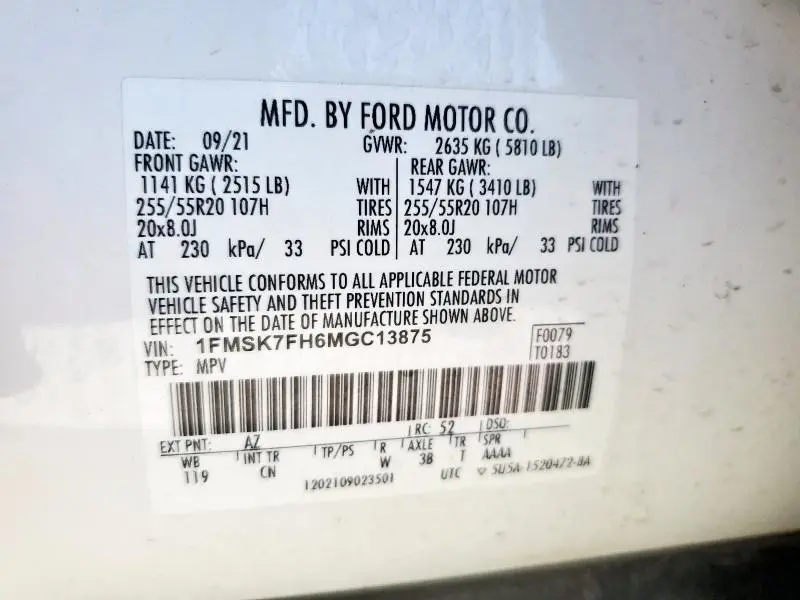 MFD. BY FORD MOTOR CO.
DATE: 09/21 GVWR: 2635 KG ( 5810 LB)
FRONT GAWR: REAR GAWR:
1141 KG ( 2515 LB) WITH 1547 KG ( 3410 LB) WITH
255/55R20 107H TIRES 255/55R20 107H TIRES
20x8.0J RIMS 20x8.0J RIMS
AT 230 kPa/ 33 PSI COLD AT 230 kPa/ 33 PSI COLD
THIS VEHICLE CONFORMS TO ALL APPLICABLE FEDERAL MOTOR
VEHICLE SAFETY AND THEFT PREVENTION STANDARDS IN
EFFECT ON THE DATE OF MANUFACTURE SHOWN ABOVE.
VIN: 1FMSK7FH6MGC13875 F0079
TYPE: MPV T0183
EXT PNT: AZ RC: 52 DSO:
WB INT TR TP/PS R AXLE TR SPR
119 CN W 3B T AAAA
1202109023501 UTC 5U5A-1520472-BA